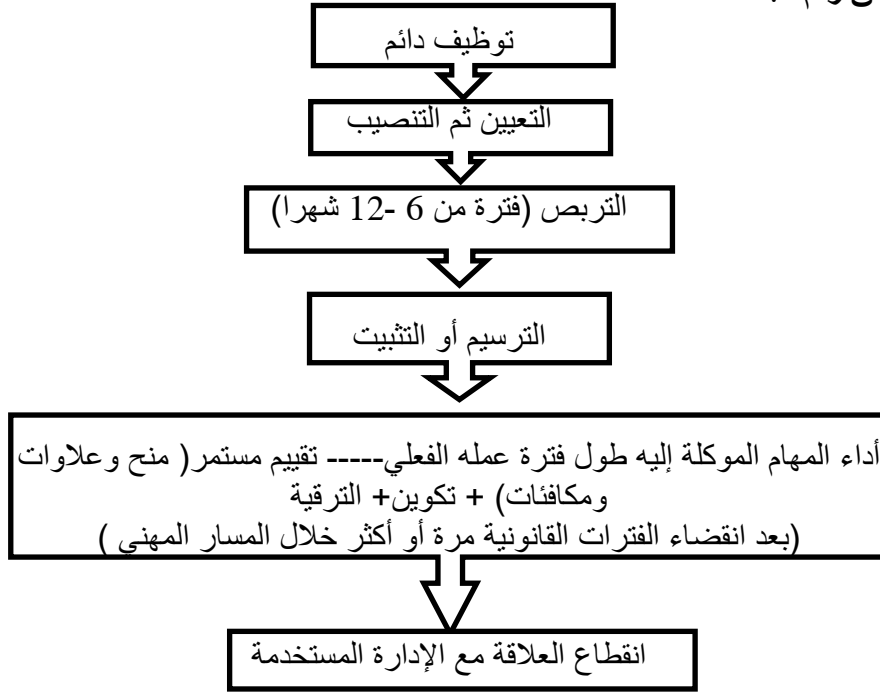 توظيف دائم
التعيين ثم التنصيب
التربص (فترة من 6 -12 شهرا)
الترسيم أو التثبيت
أداء المهام الموكلة إليه طول فترة عمله الفعلي----- تقييم مستمر( منح وعلاوات
ومكافئات) + تكوين+ الترقية
(بعد انقضاء الفترات القانونية مرة أو أكثر خلال المسار المهني )
انقطاع العلاقة مع الإدارة المستخدمة